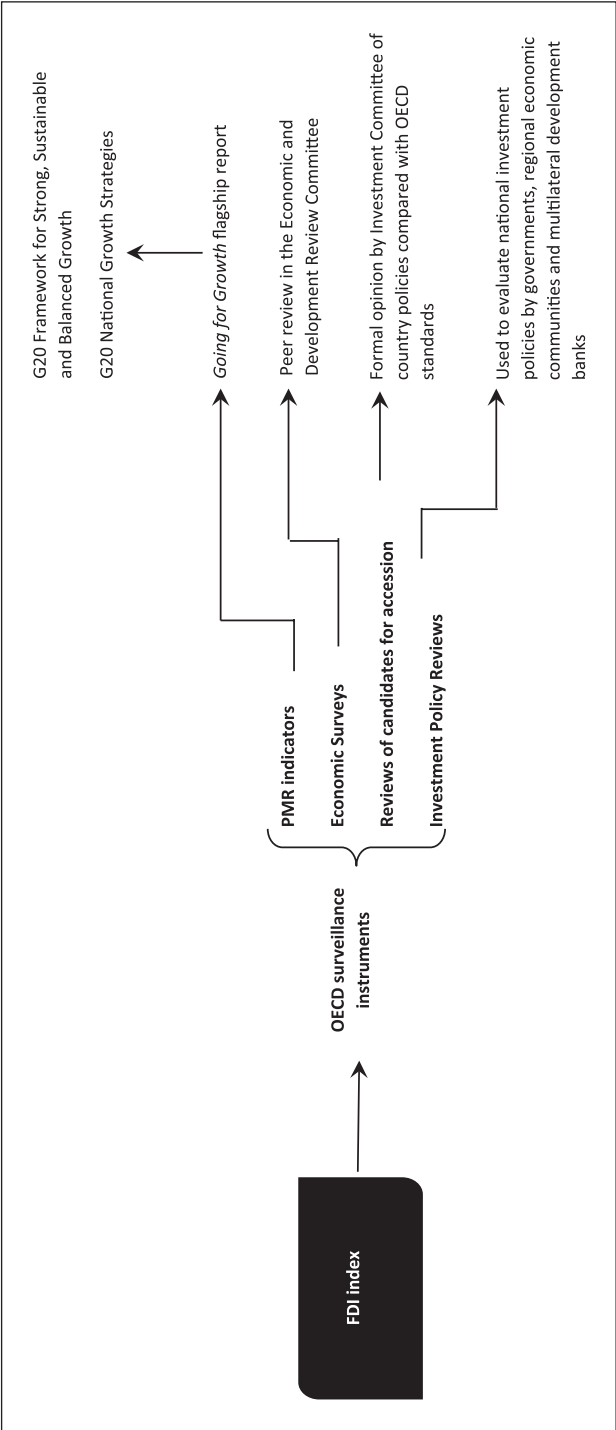 FDI index
OECD surveillance
instruments
PMR indicators
Economic Surveys
Reviews of candidates for accession
Investment Policy Reviews
G20 Framework for Strong, Sustainable
and Balanced Growth
G20 National Growth Strategies
Going for Growth flagship report
Peer review in the Economic and
Development Review Committee
Formal opinion by Investment Committee of
country policies compared with OECD
standards
Used to evaluate national investment
policies by governments, regional economic
communities and multilateral development
banks